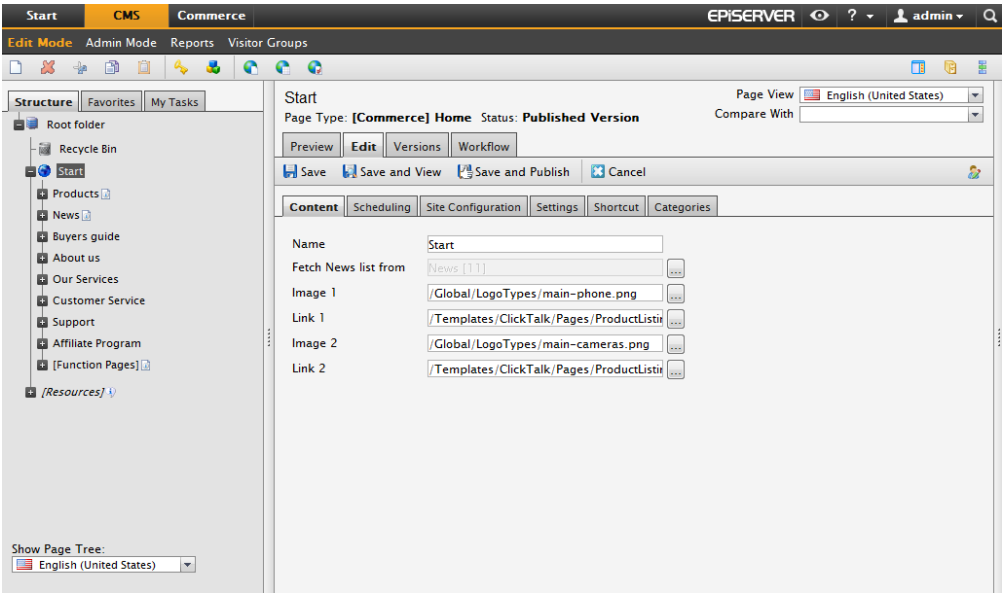 Start CMS Commerce EPiSERVER ? admin
Edit Mode Admin Mode Reports Visitor Groups
Structure Favorites My Tasks
Root folder
Recycle Bin
Start
Products
News
Buyers guide
About us
Our Services
Customer Service
Support
Affiliate Program
[Function Pages]
[Resources]
Show Page Tree:
English (United States)
Start
Page View English (United States)
Page Type: [Commerce] Home Status: Published Version
Compare With
Preview Edit Versions Workflow
Save Save and View Save and Publish Cancel
Content Scheduling Site Configuration Settings Shortcut Categories
Name Start
Fetch News list from News [11] ...
Image 1 /Global/LogoTypes/main-phone.png ...
Link 1 /Templates/ClickTalk/Pages/ProductListin ...
Image 2 /Global/LogoTypes/main-cameras.png ...
Link 2 /Templates/ClickTalk/Pages/ProductListin ...